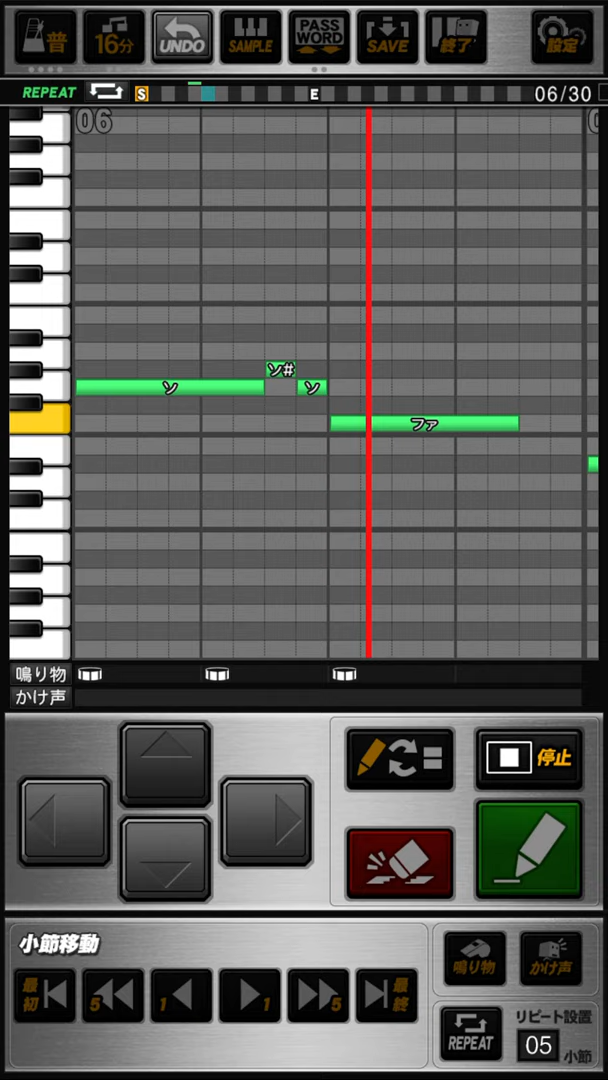 普
16分
UNDO
SAMPLE
PASS
WORD
SAVE
終了
設定
REPEAT
S
E
06/30
06
ソ
ソ#
ソ
ファ
鳴り物
かけ声
停止
小節移動
最初
5
1
1
5
最終
鳴り物
かけ声
REPEAT
リピート設置
05
小節